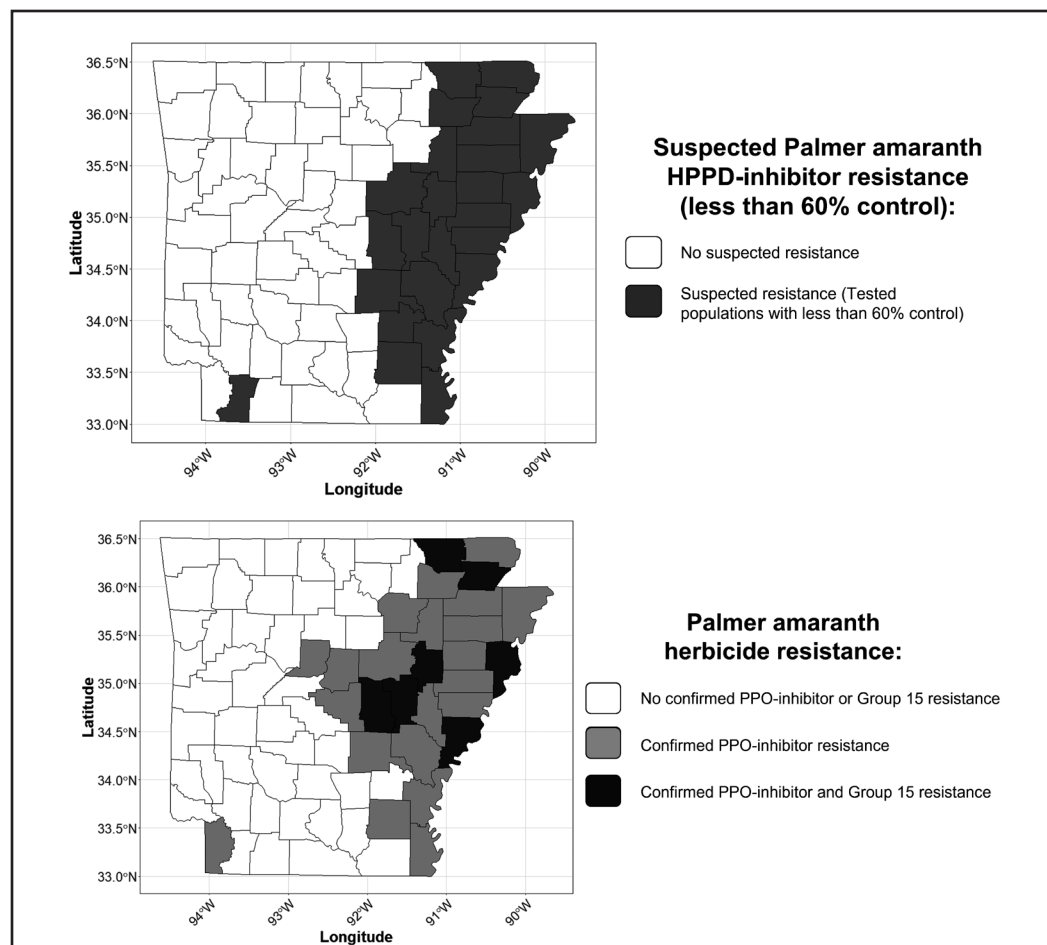 36.5°N
36.0°N
35.5°N
35.0°N
34.5°N
34.0°N
33.5°N
33.0°N
Latitude
94°W
93°W
92°W
91°W
90°W
Longitude
Suspected Palmer amaranth
HPPD-inhibitor resistance
(less than 60% control):
No suspected resistance
Suspected resistance (Tested
populations with less than 60% control)
36.5°N
36.0°N
35.5°N
35.0°N
34.5°N
34.0°N
33.5°N
33.0°N
Latitude
94°W
93°W
92°W
91°W
90°W
Longitude
Palmer amaranth
herbicide resistance:
No confirmed PPO-inhibitor or Group 15 resistance
Confirmed PPO-inhibitor resistance
Confirmed PPO-inhibitor and Group 15 resistance